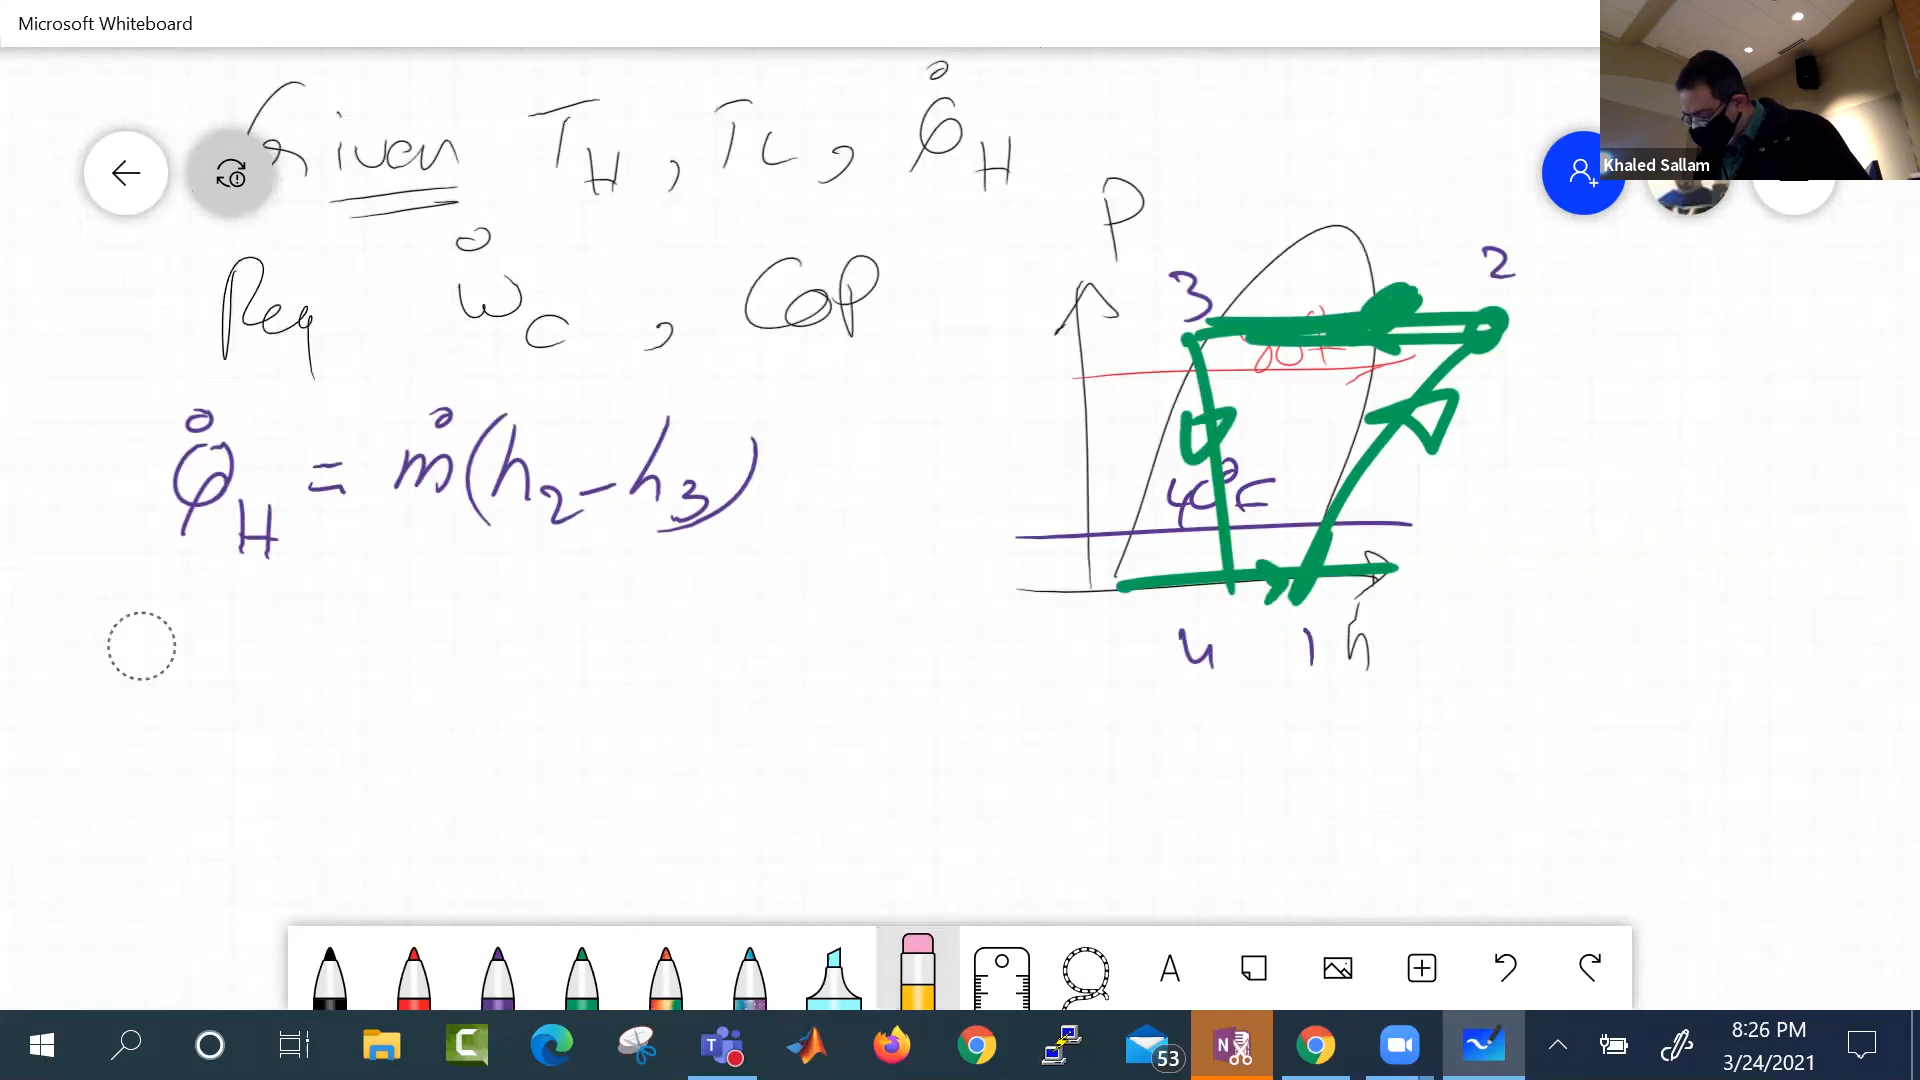 Microsoft Whiteboard
Khaled Sallam
Given T_H, T_C, Q̊_H
Req ẘ_C, COP
P
3
2
Q̊_H = m̊(h_2 - h_3)
40°F
4 1 h
A
N
53
8:26 PM
3/24/2021